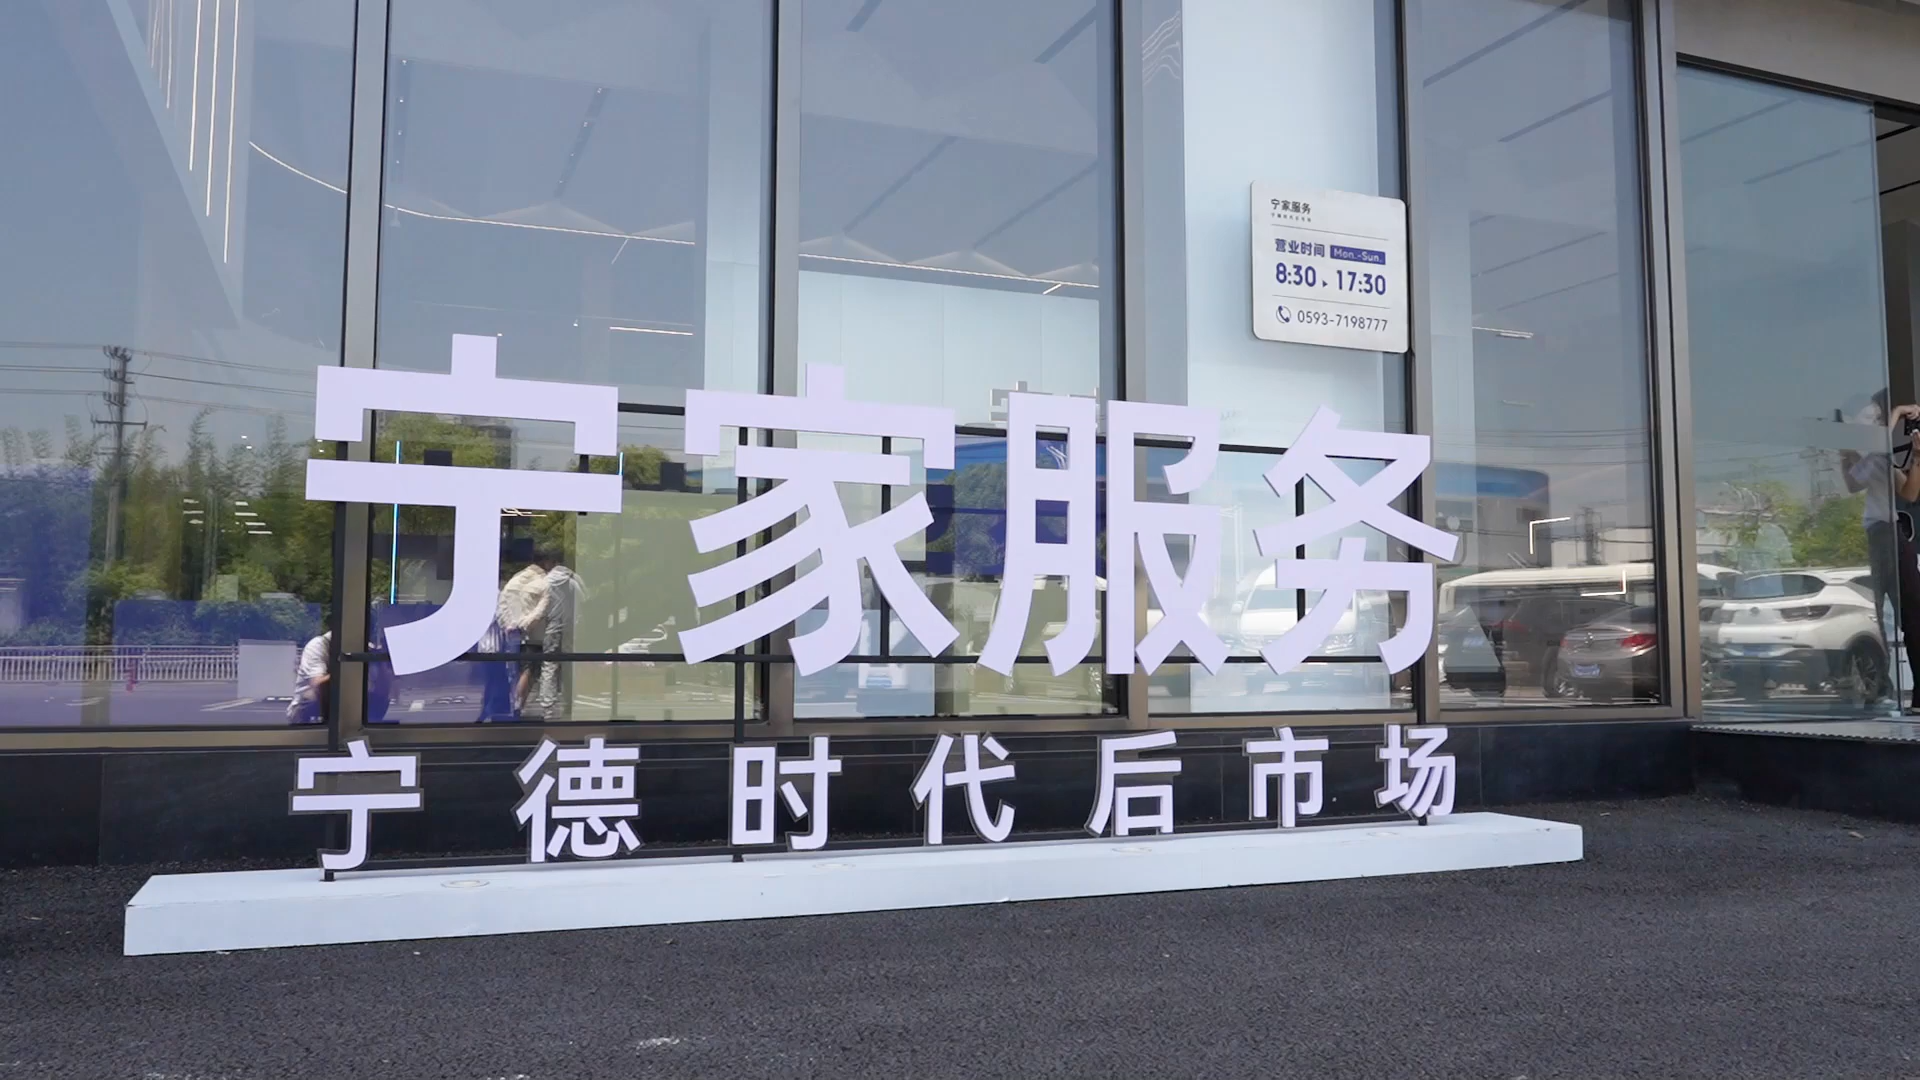 宁家服务
营业时间 Mon.-Sun.
8:30 ▸ 17:30
0593-7198777
宁家服务
宁德时代后市场